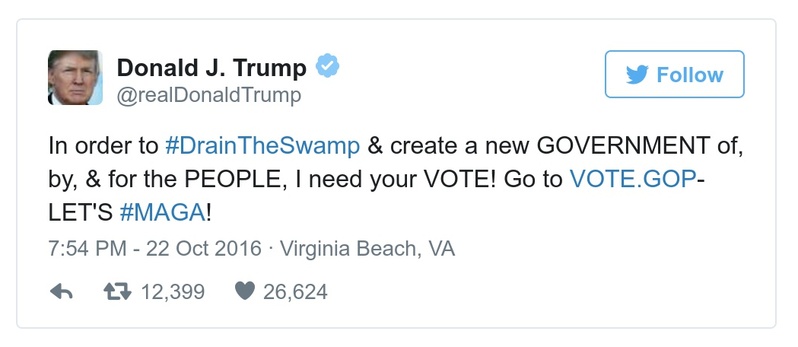 Donald J. Trump
@realDonaldTrump
Follow
In order to #DrainTheSwamp & create a new GOVERNMENT of,
by, & for the PEOPLE, I need your VOTE! Go to VOTE.GOP-
LET'S #MAGA!
7:54 PM - 22 Oct 2016 · Virginia Beach, VA
12,399 26,624